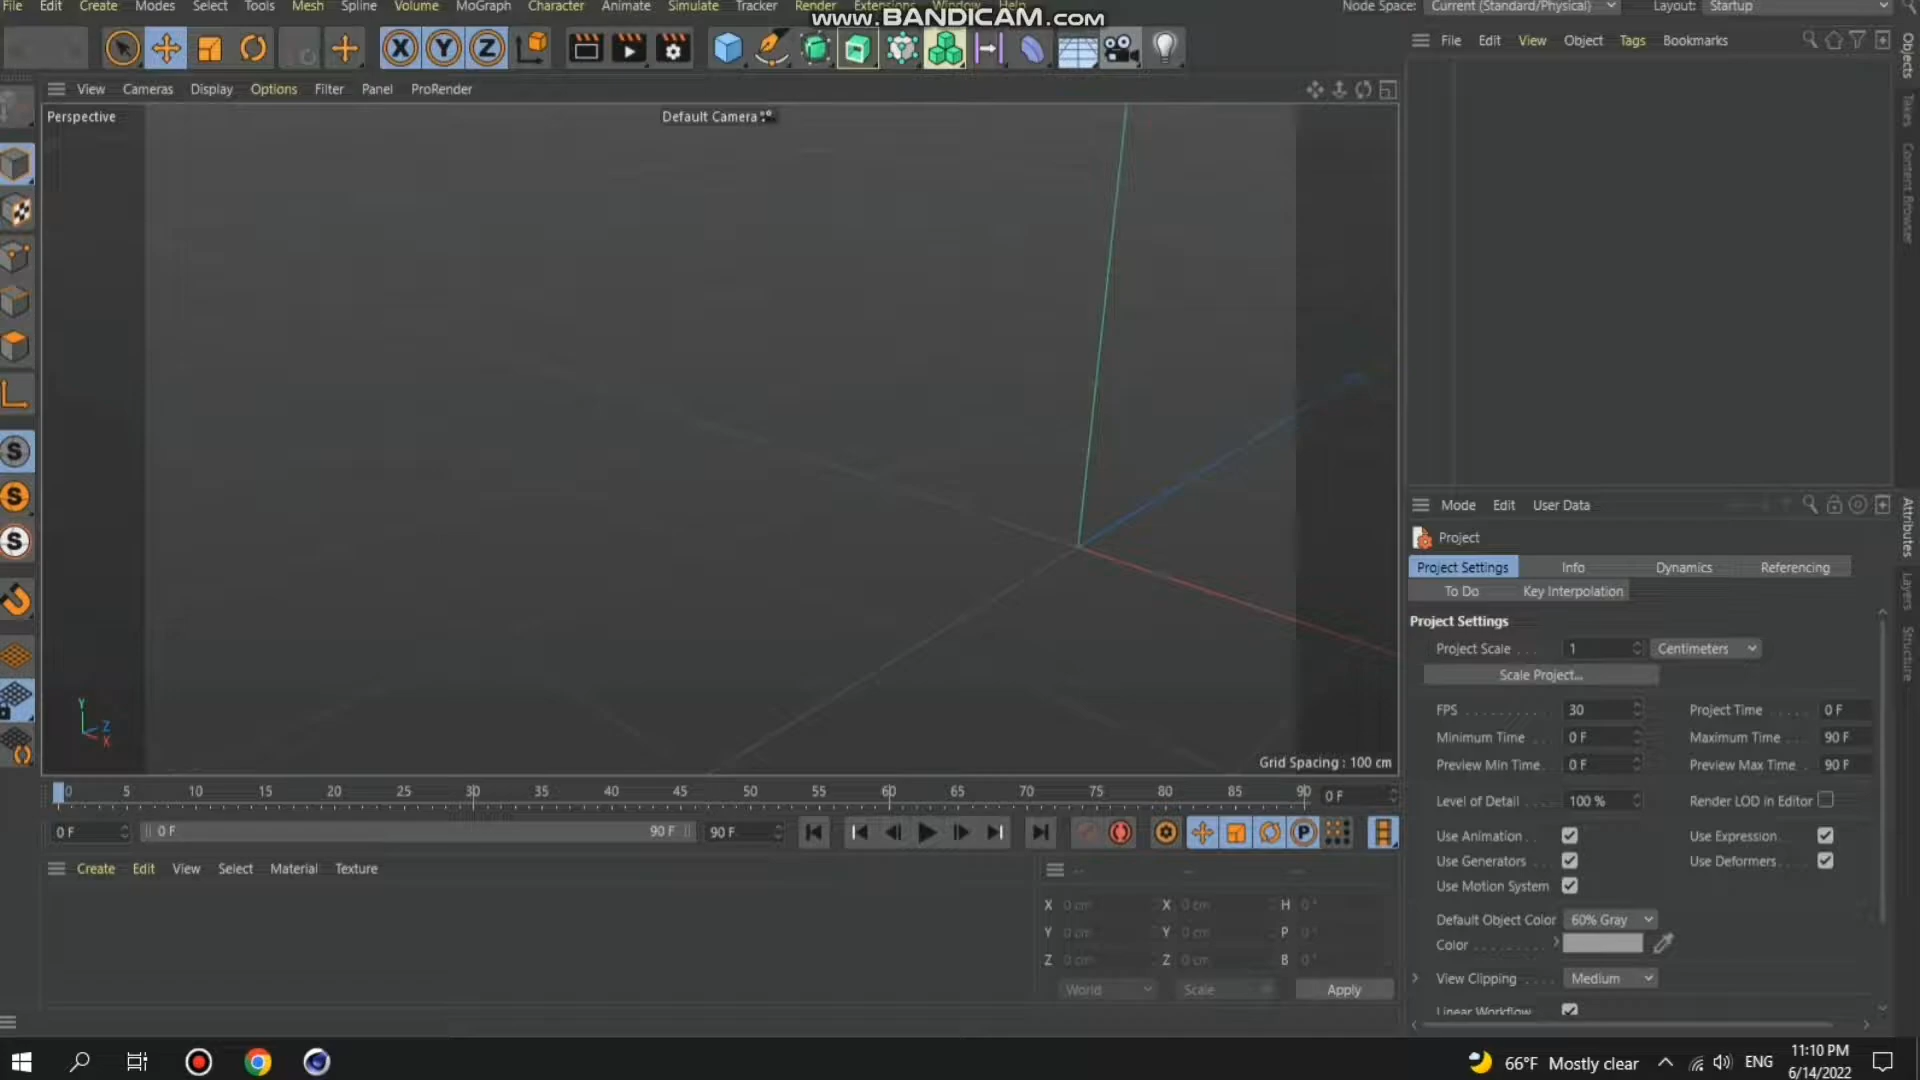 File Edit Create Modes Select Tools Mesh Spline Volume MoGraph Character Animate Simulate Tracker Render Extensions Window Help Node Space: Current (Standard/Physical) Layout: Startup
www.BANDICAM.com
X Y Z
File Edit View Object Tags Bookmarks
Objects
Takes
Content Browser
View Cameras Display Options Filter Panel ProRender
Perspective
Default Camera
S
S
S
Y
Z
X
Grid Spacing : 100 cm
Mode Edit User Data
Attributes
Layers
Structure
Project
Project Settings Info Dynamics Referencing
To Do Key Interpolation
Project Settings
Project Scale . . . 1 Centimeters
Scale Project...
FPS . . . . . . . . . 30 Project Time . . . . 0 F
Minimum Time . . 0 F Maximum Time . . 90 F
Preview Min Time . 0 F Preview Max Time . 90 F
Level of Detail . . . . 100 % Render LOD in Editor
Use Animation . . . Use Expression . . .
Use Generators . . Use Deformers . . .
Use Motion System
Default Object Color 60% Gray
Color . . . . . . . .
View Clipping . . . . Medium
Linear Workflow
0 5 10 15 20 25 30 35 40 45 50 55 60 65 70 75 80 85 90 0 F
0 F 0 F 90 F 90 F P
Create Edit View Select Material Texture
-- -- --
X 0 cm X 0 cm H 0 °
Y 0 cm Y 0 cm P 0 °
Z 0 cm Z 0 cm B 0 °
World Scale Apply
66°F Mostly clear ENG
11:10 PM
6/14/2022